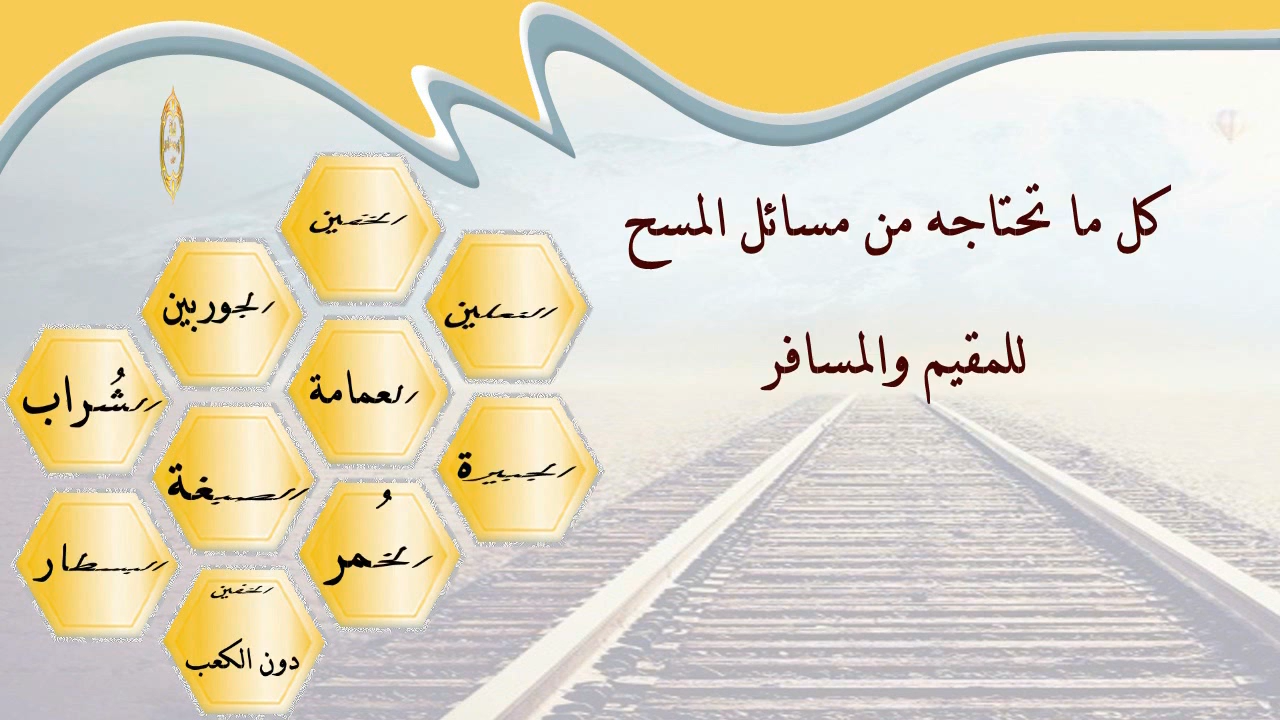 كل ما تحتاجه من مسائل المسح
للمقيم والمسافر
الخفين
النعلين
الجوربين
العمامة
الشُراب
الجبيرة
الصبغة
الخُمر
البسطار
الخفين
دون الكعب